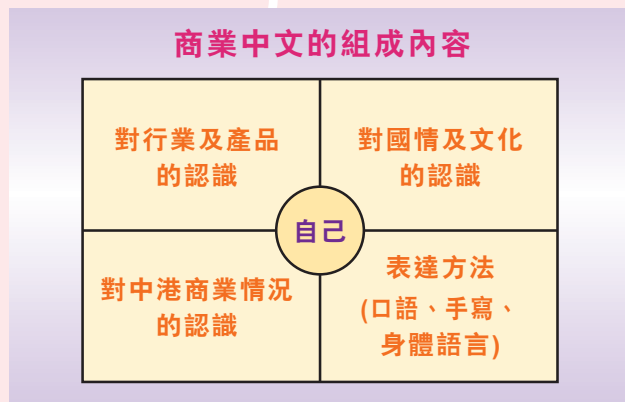 商業中文的組成內容
對行業及產品
的認識
對國情及文化
的認識
自己
對中港商業情況
的認識
表達方法
(口語、手寫、
身體語言)